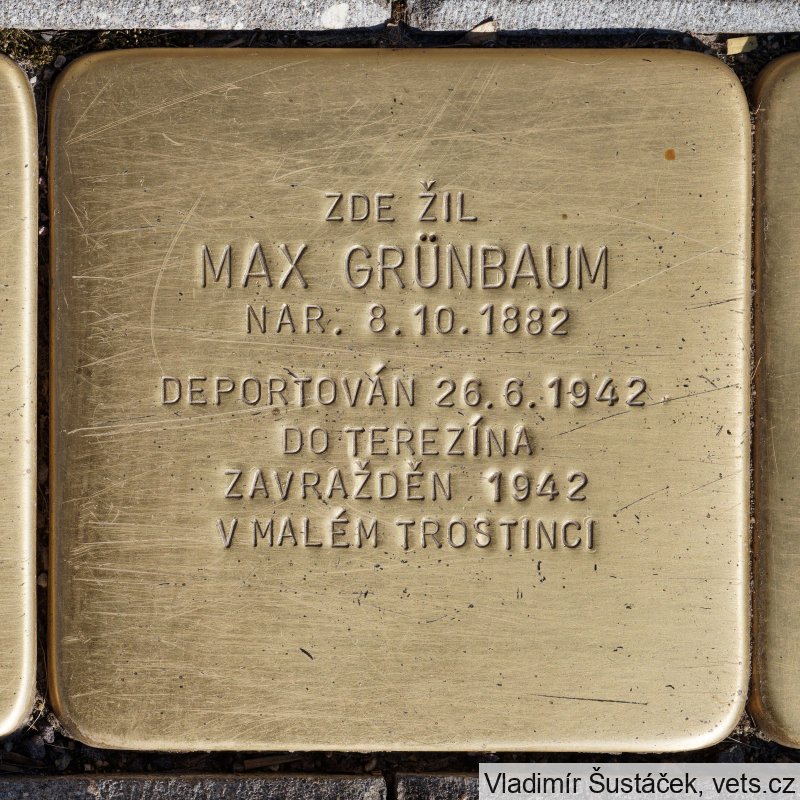 ZDE ŽIL
MAX GRÜNBAUM
NAR. 8.10.1882
DEPORTOVÁN 26.6.1942
DO TEREZÍNA
ZAVRAŽDĚN 1942
V MALÉM TROSTINCI
Vladimír Šustáček, vets.cz